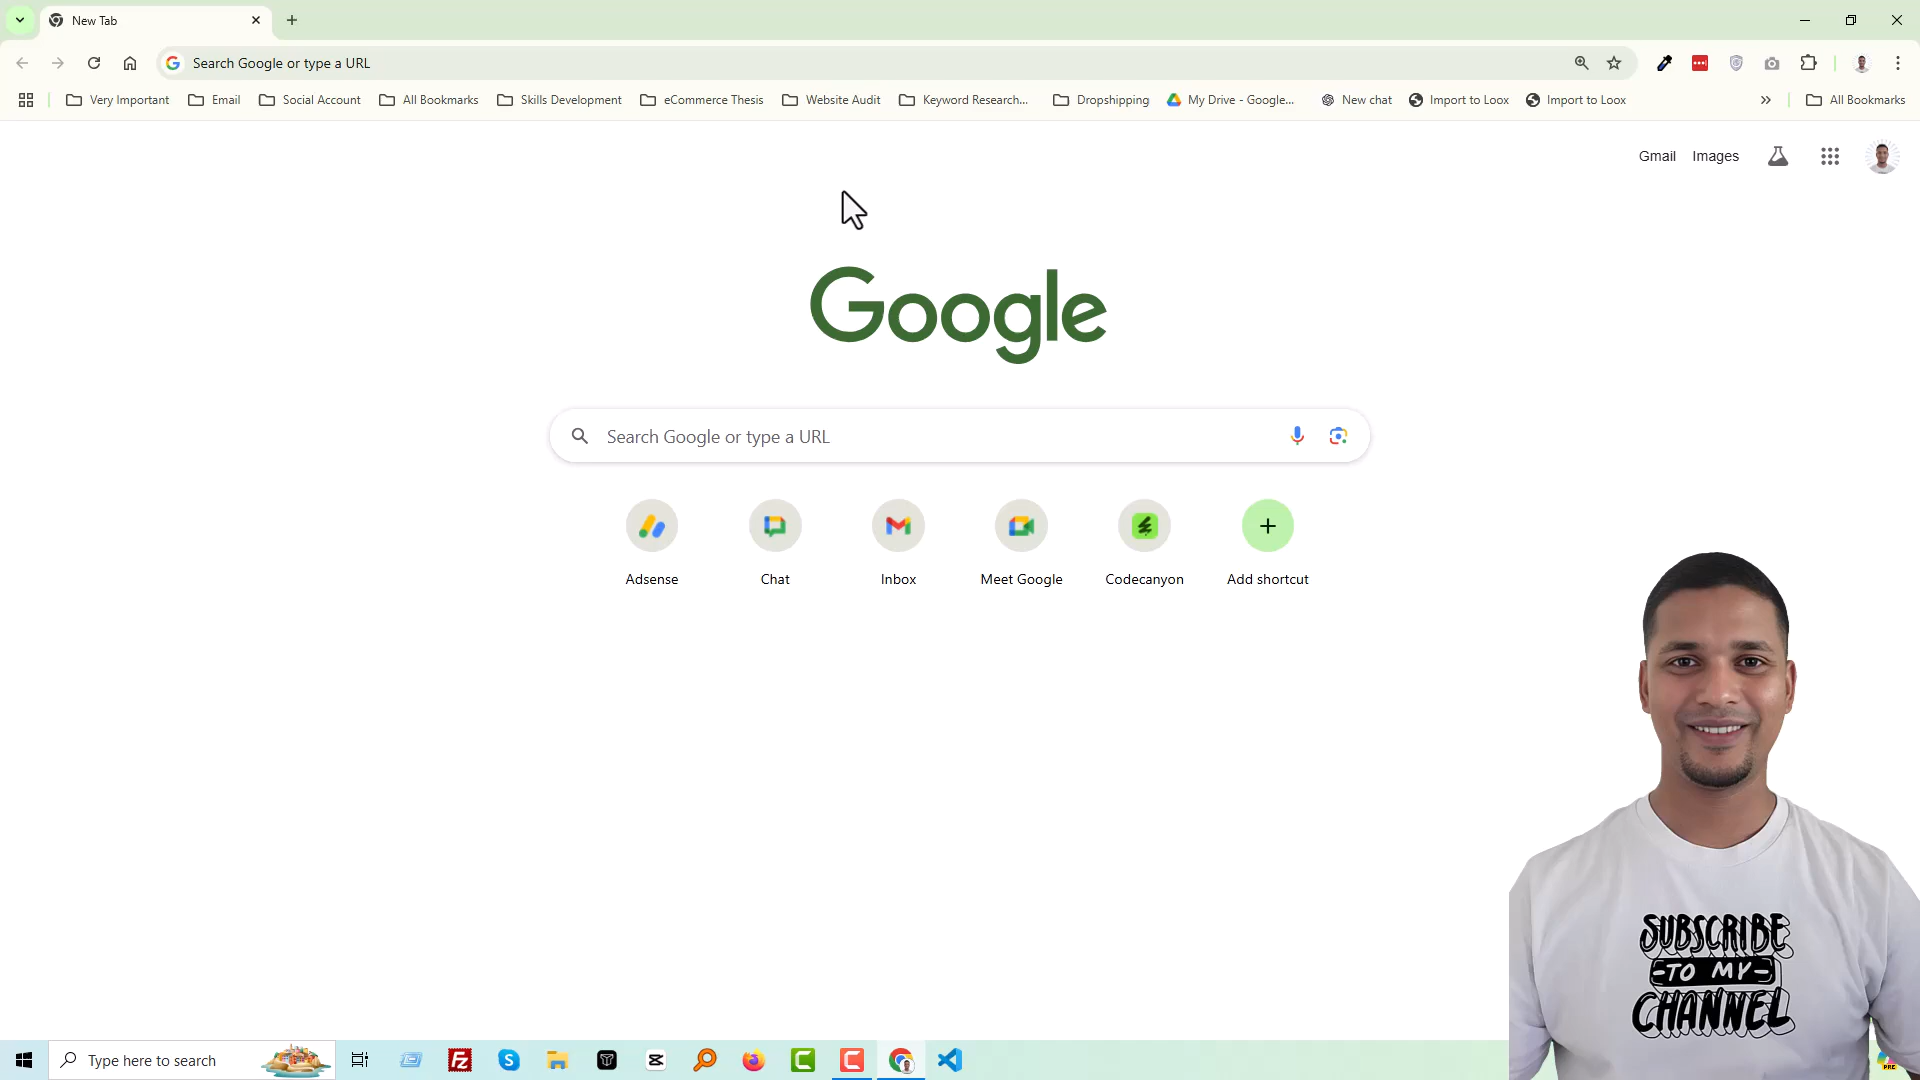 New Tab
Search Google or type a URL
Very Important
Email
Social Account
All Bookmarks
Skills Development
eCommerce Thesis
Website Audit
Keyword Research...
Dropshipping
My Drive - Google...
New chat
Import to Loox
Import to Loox
All Bookmarks
Gmail
Images
Google
Search Google or type a URL
Adsense
Chat
Inbox
Meet Google
Codecanyon
Add shortcut
SUBSCRIBE
-TO MY-
CHANNEL
Type here to search
PRE